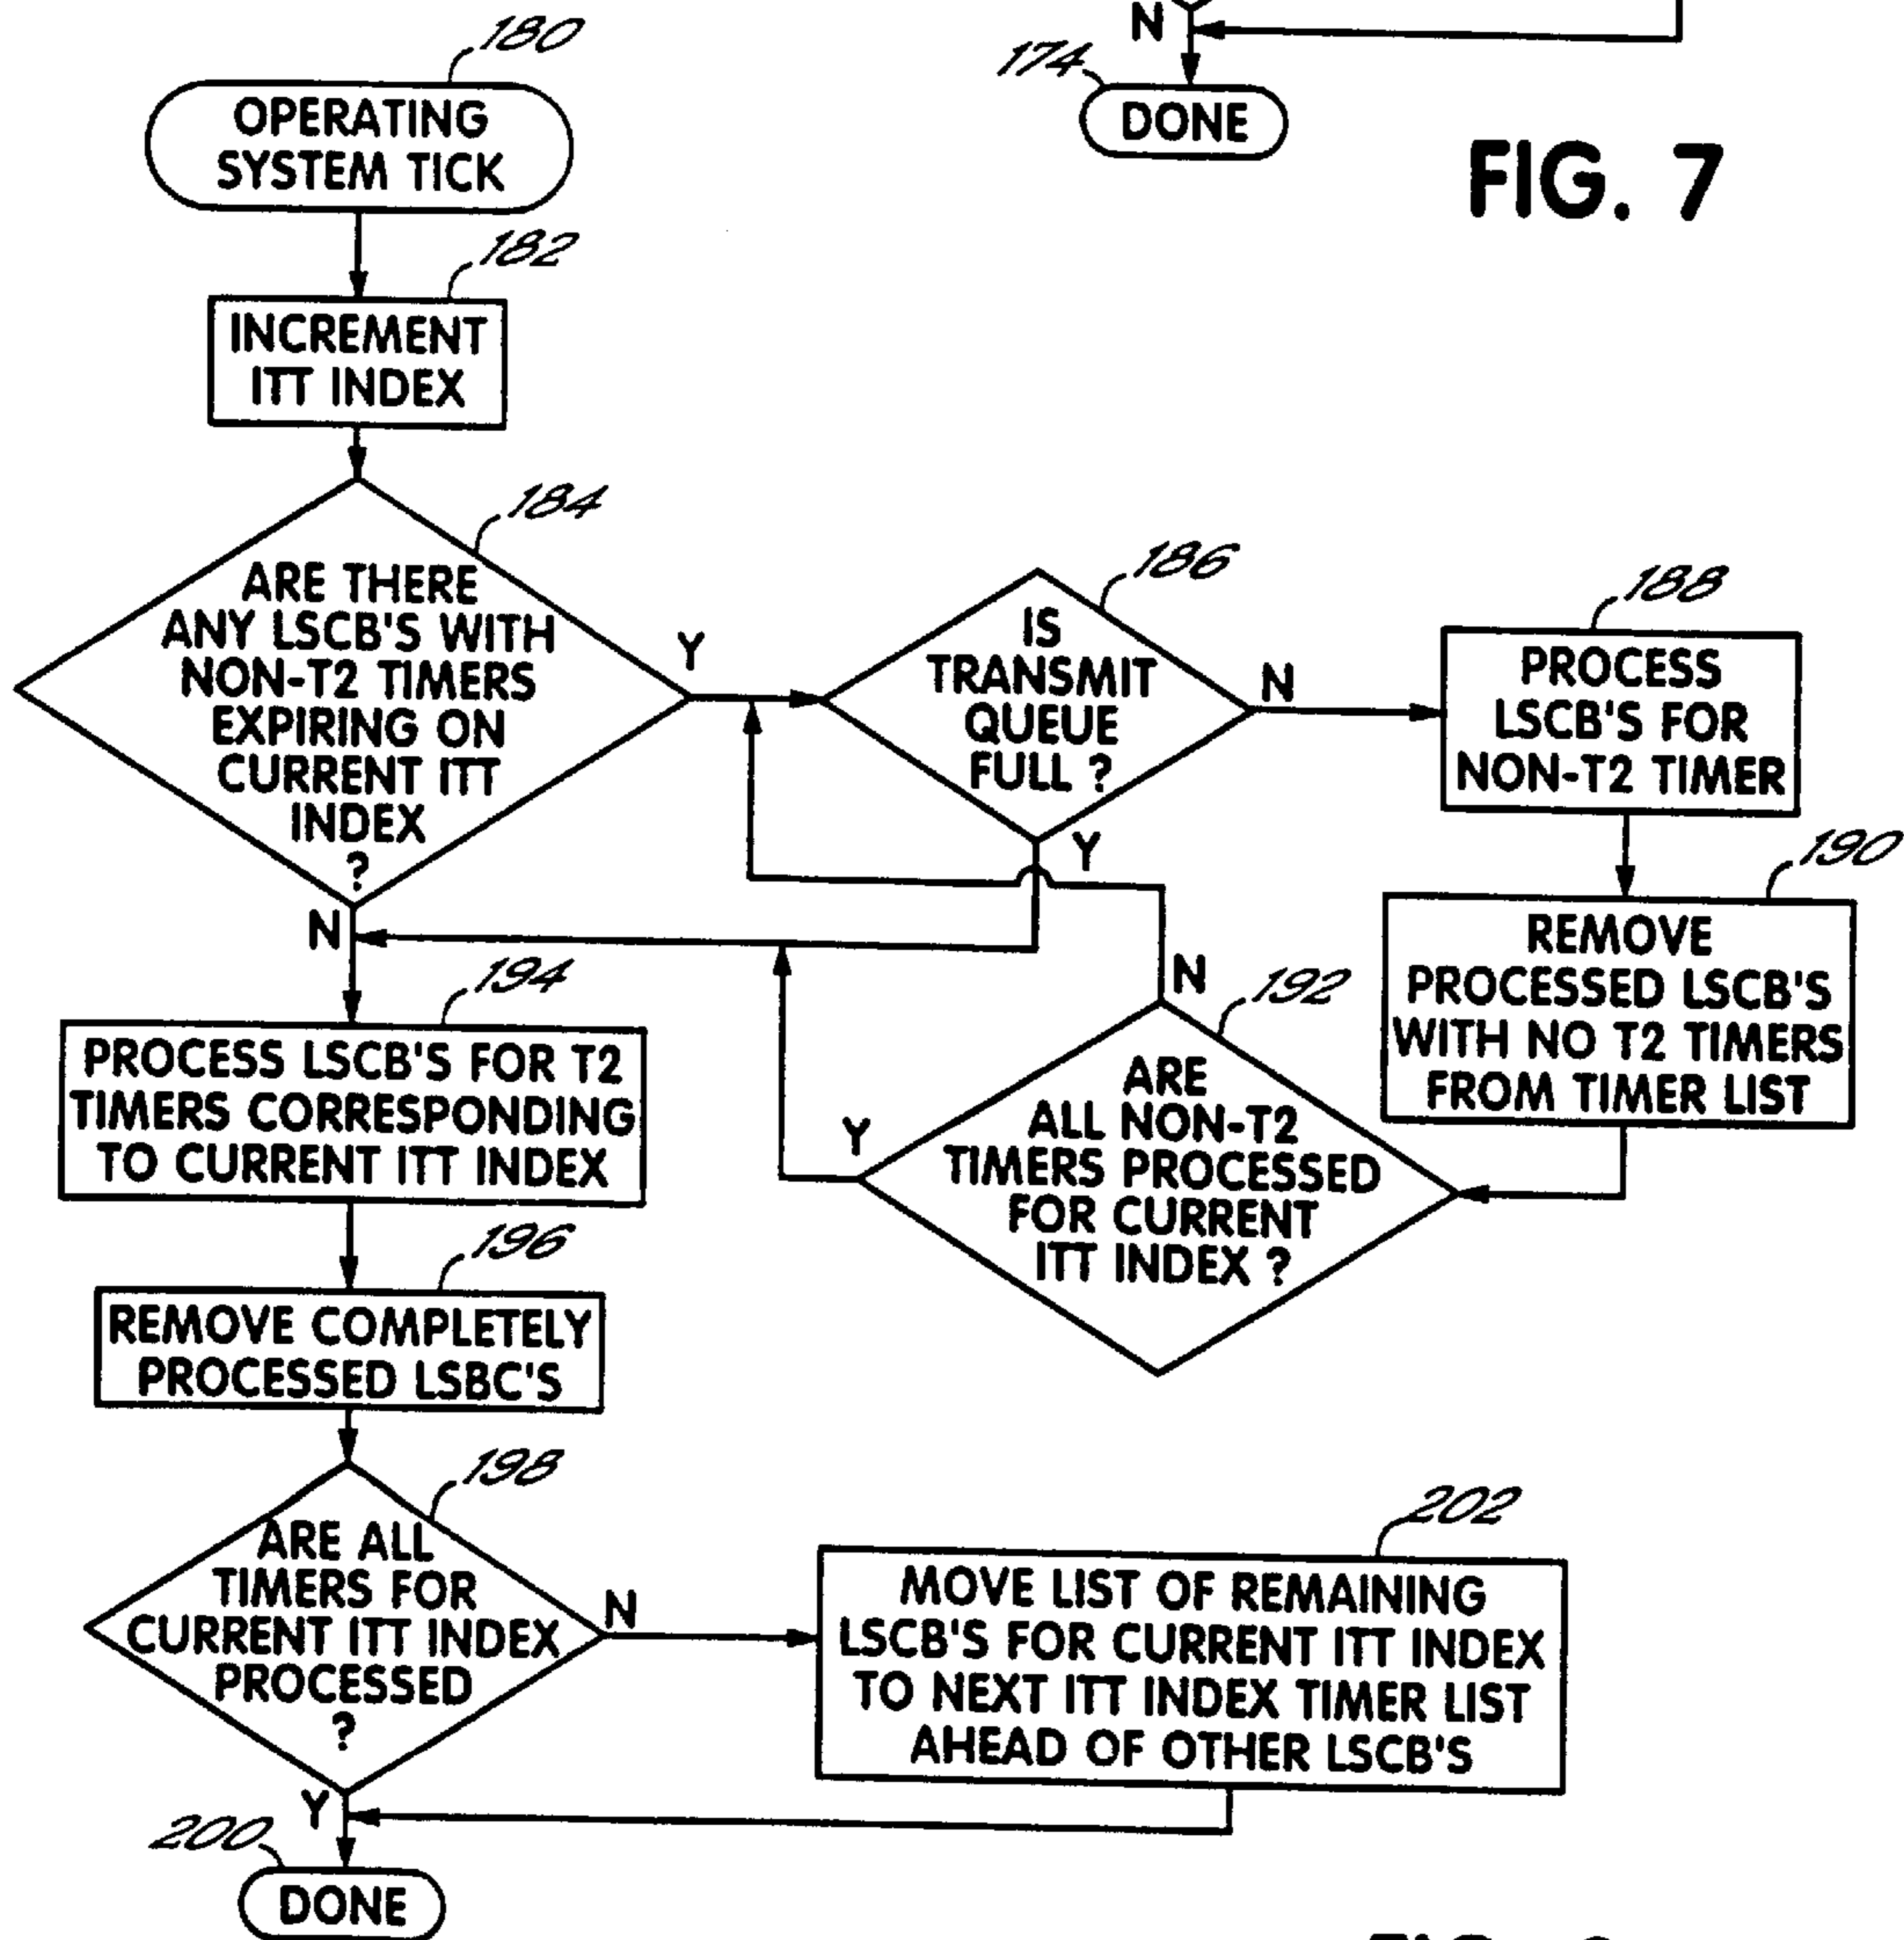 N
174
DONE
FIG. 7
180
OPERATING
SYSTEM TICK
182
INCREMENT
ITT INDEX
184
ARE THERE
ANY LSCB'S WITH
NON-T2 TIMERS
EXPIRING ON
CURRENT ITT
INDEX
?
Y
N
186
IS
TRANSMIT
QUEUE
FULL ?
N
Y
188
PROCESS
LSCB'S FOR
NON-T2 TIMER
190
REMOVE
PROCESSED LSCB'S
WITH NO T2 TIMERS
FROM TIMER LIST
192
N
ARE
ALL NON-T2
TIMERS PROCESSED
FOR CURRENT
ITT INDEX ?
Y
194
PROCESS LSCB'S FOR T2
TIMERS CORRESPONDING
TO CURRENT ITT INDEX
196
REMOVE COMPLETELY
PROCESSED LSBC'S
198
ARE ALL
TIMERS FOR
CURRENT ITT INDEX
PROCESSED
?
N
Y
202
MOVE LIST OF REMAINING
LSCB'S FOR CURRENT ITT INDEX
TO NEXT ITT INDEX TIMER LIST
AHEAD OF OTHER LSCB'S
200
DONE